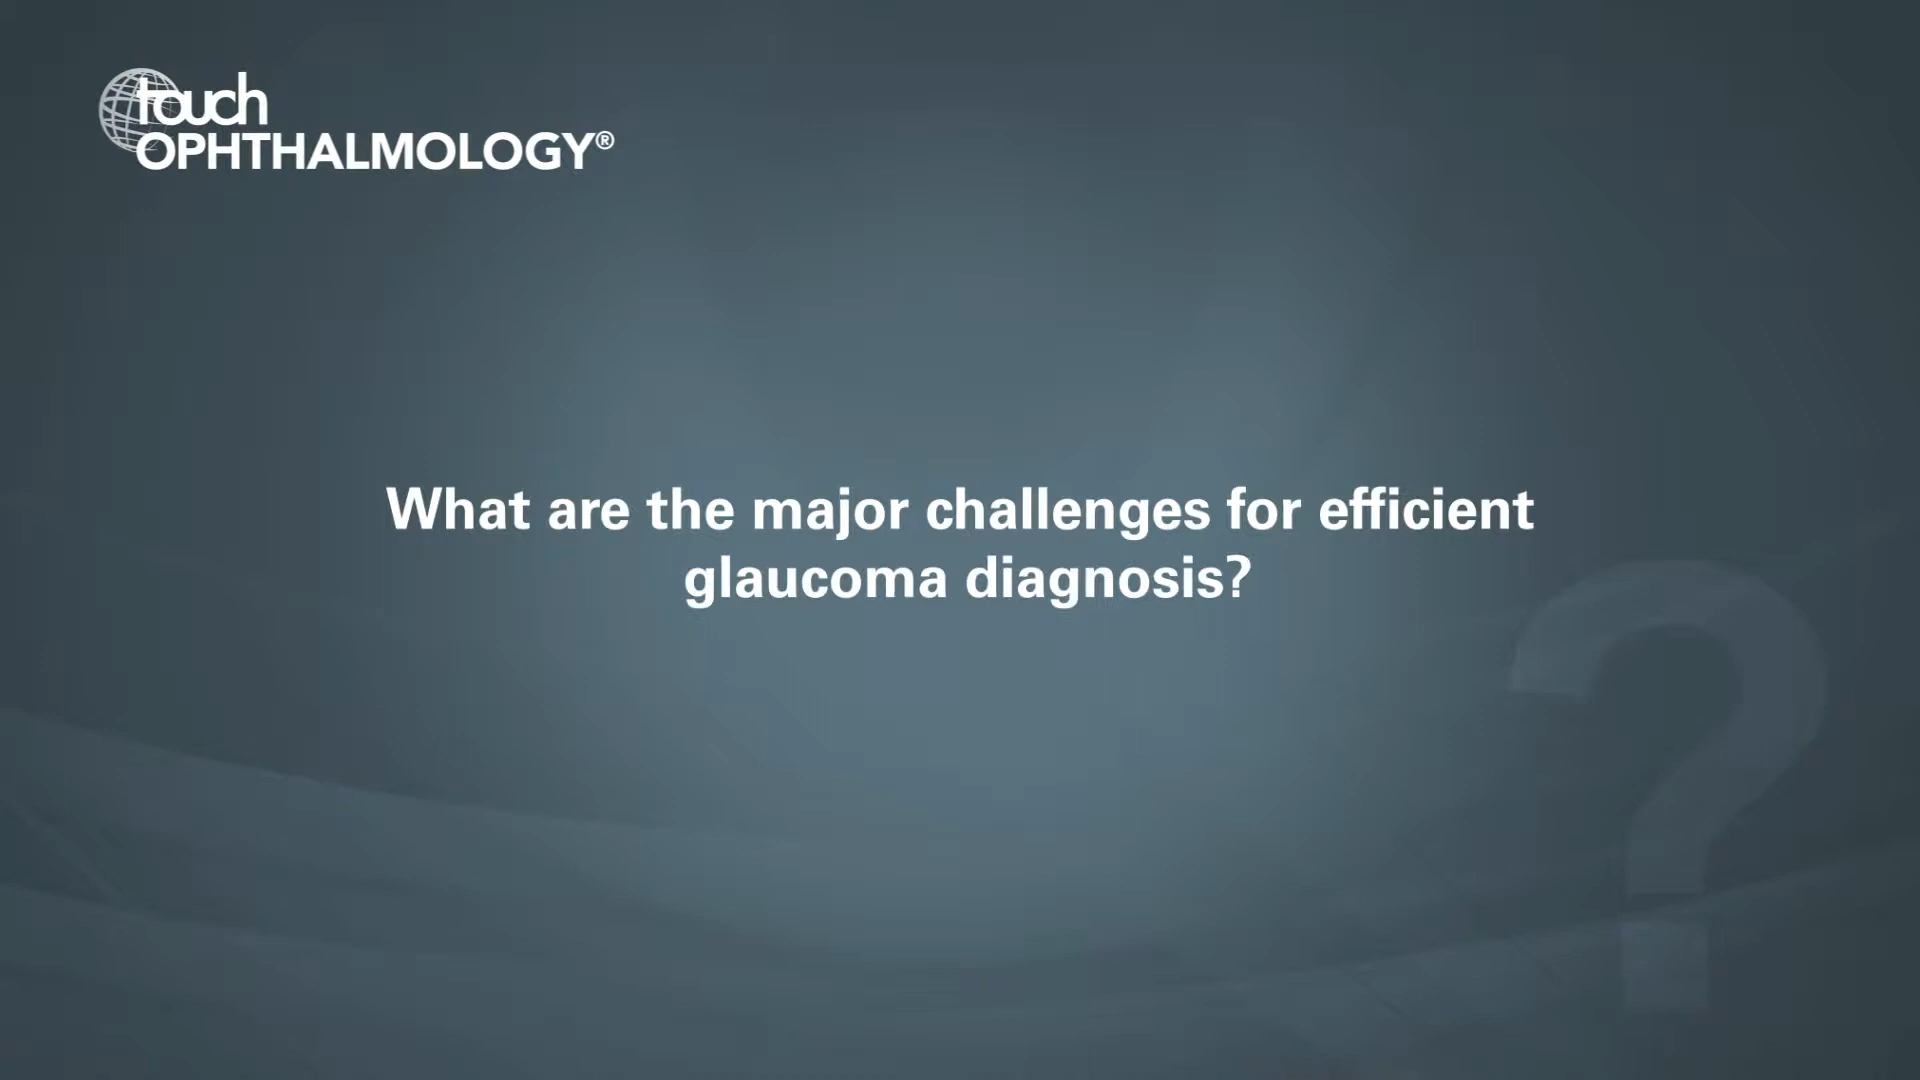 touch
OPHTHALMOLOGY®
What are the major challenges for efficient
glaucoma diagnosis?
?